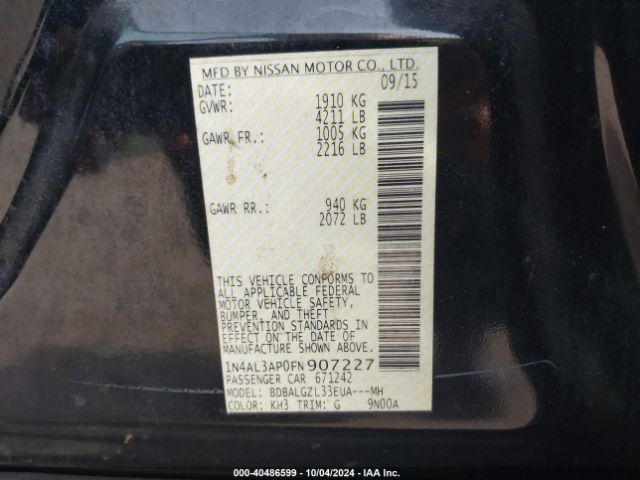 MFD BY NISSAN MOTOR CO., LTD.
DATE: 09/15
GVWR: 1910 KG
4211 LB
GAWR FR.: 1005 KG
2216 LB
GAWR RR.: 940 KG
2072 LB
THIS VEHICLE CONFORMS TO
ALL APPLICABLE FEDERAL
MOTOR VEHICLE SAFETY,
BUMPER, AND THEFT
PREVENTION STANDARDS IN
EFFECT ON THE DATE OF
MANUFACTURE SHOWN ABOVE.
1N4AL3AP0FN907227
PASSENGER CAR 671242
MODEL: BDBALGZL33EUA---MH
COLOR: KH3 TRIM: G 9N00A
000-40486599 - 10/04/2024 - IAA Inc.